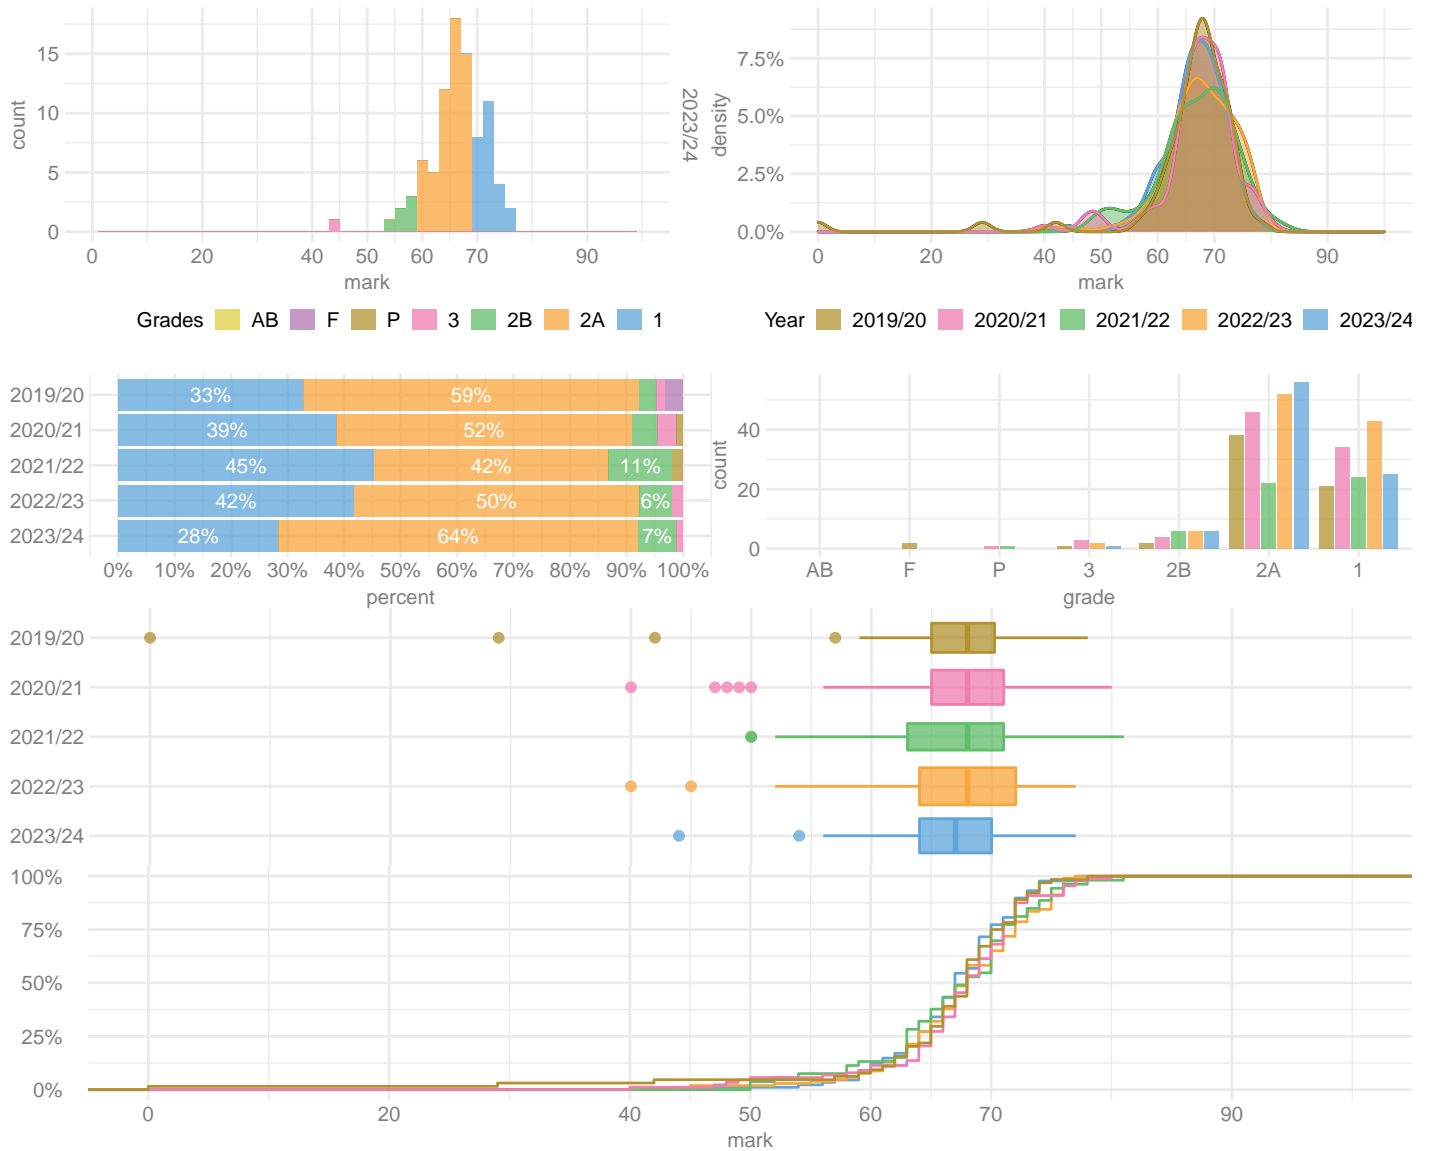 15
10
5
0
count
0 20 40 50 60 70 90
mark
2023/24
7.5%
5.0%
2.5%
0.0%
density
0 20 40 50 60 70 90
mark
Grades AB F P 3 2B 2A 1
Year 2019/20 2020/21 2021/22 2022/23 2023/24
2019/20 33% 59%
2020/21 39% 52%
2021/22 45% 42% 11%
2022/23 42% 50% 6%
2023/24 28% 64% 7%
0% 10% 20% 30% 40% 50% 60% 70% 80% 90% 100%
percent
40
20
0
count
AB F P 3 2B 2A 1
grade
2019/20
2020/21
2021/22
2022/23
2023/24
100%
75%
50%
25%
0%
0 20 40 50 60 70 90
mark